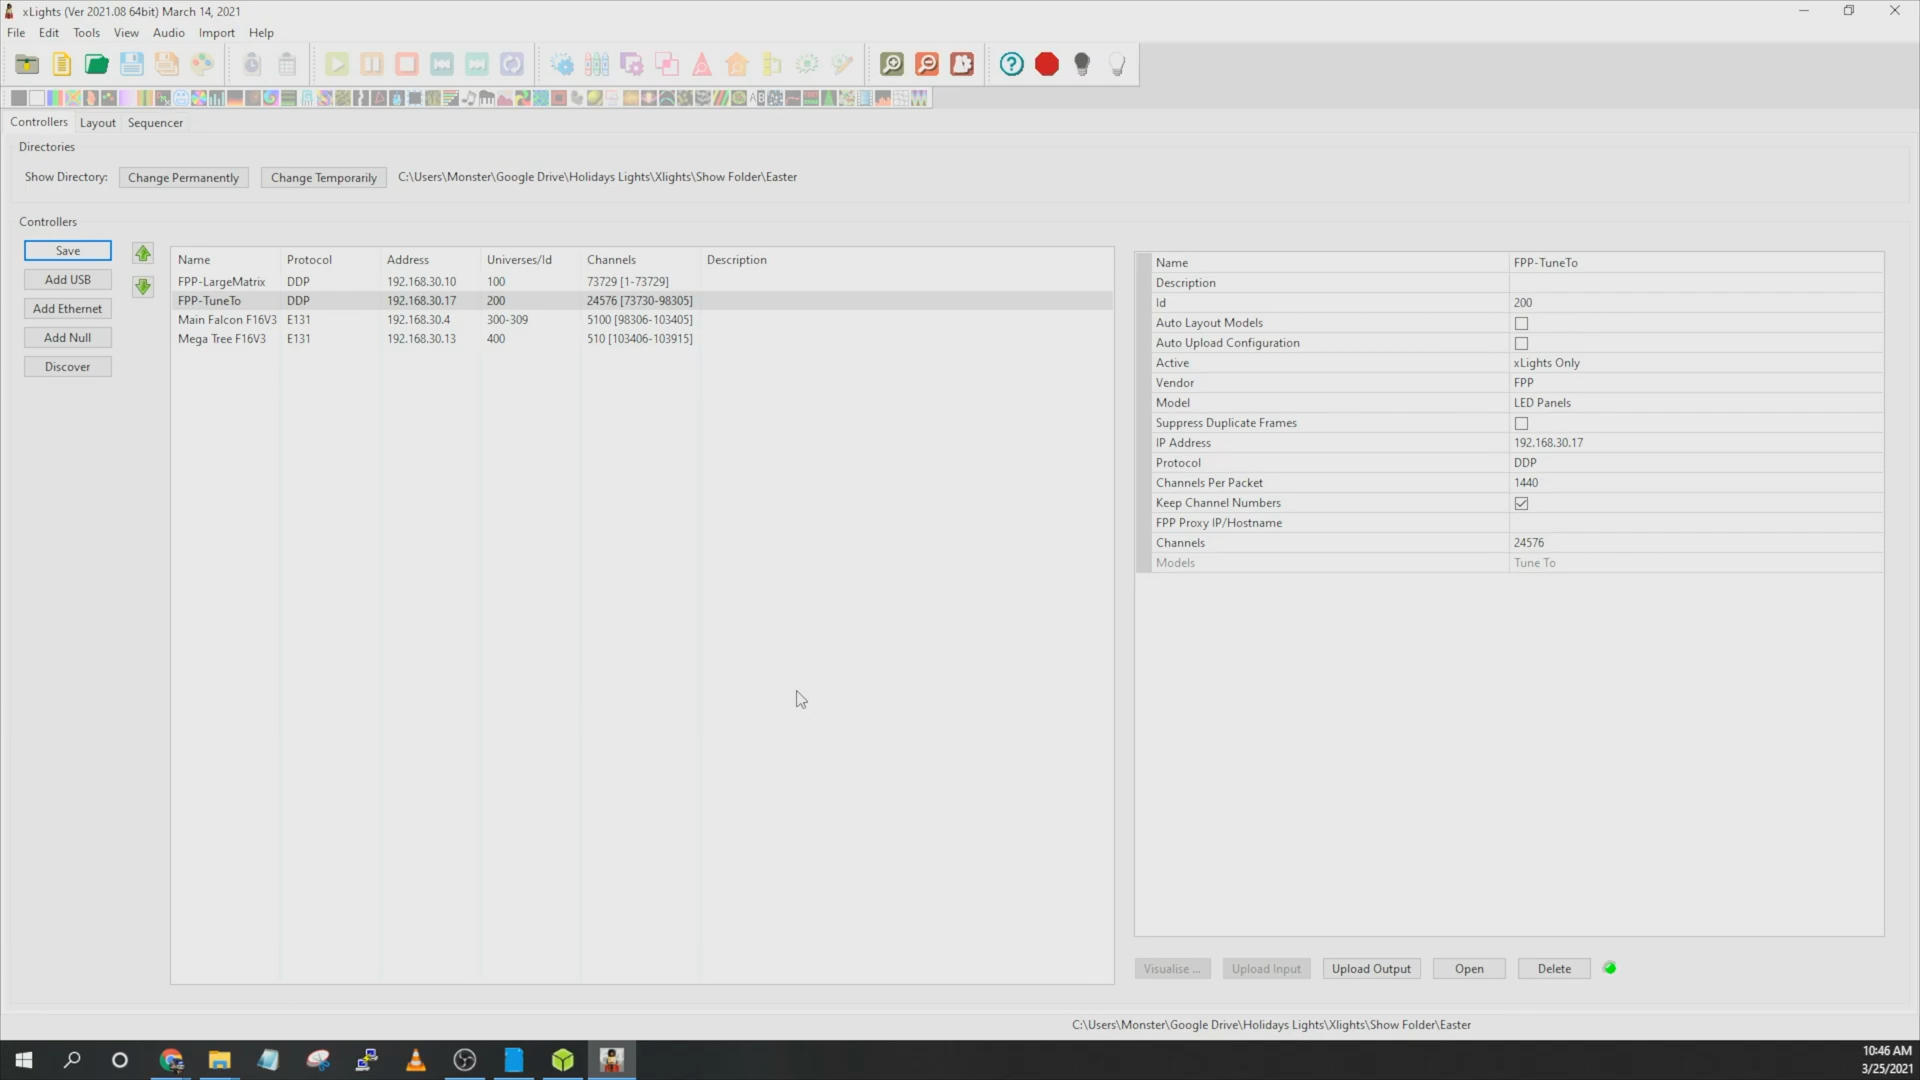 xLights (Ver 2021.08 64bit) March 14, 2021
File Edit Tools View Audio Import Help
Controllers Layout Sequencer
Directories
Show Directory: Change Permanently Change Temporarily C:\Users\Monster\Google Drive\Holidays Lights\Xlights\Show Folder\Easter
Controllers
Save
Add USB
Add Ethernet
Add Null
Discover
Name Protocol Address Universes/Id Channels Description
FPP-LargeMatrix DDP 192.168.30.10 100 73729 [1-73729]
FPP-TuneTo DDP 192.168.30.17 200 24576 [73730-98305]
Main Falcon F16V3 E131 192.168.30.4 300-309 5100 [98306-103405]
Mega Tree F16V3 E131 192.168.30.13 400 510 [103406-103915]
Name FPP-TuneTo
Description
Id 200
Auto Layout Models
Auto Upload Configuration
Active xLights Only
Vendor FPP
Model LED Panels
Suppress Duplicate Frames
IP Address 192.168.30.17
Protocol DDP
Channels Per Packet 1440
Keep Channel Numbers
FPP Proxy IP/Hostname
Channels 24576
Models Tune To
Visualise ... Upload Input Upload Output Open Delete
C:\Users\Monster\Google Drive\Holidays Lights\Xlights\Show Folder\Easter
10:46 AM
3/25/2021